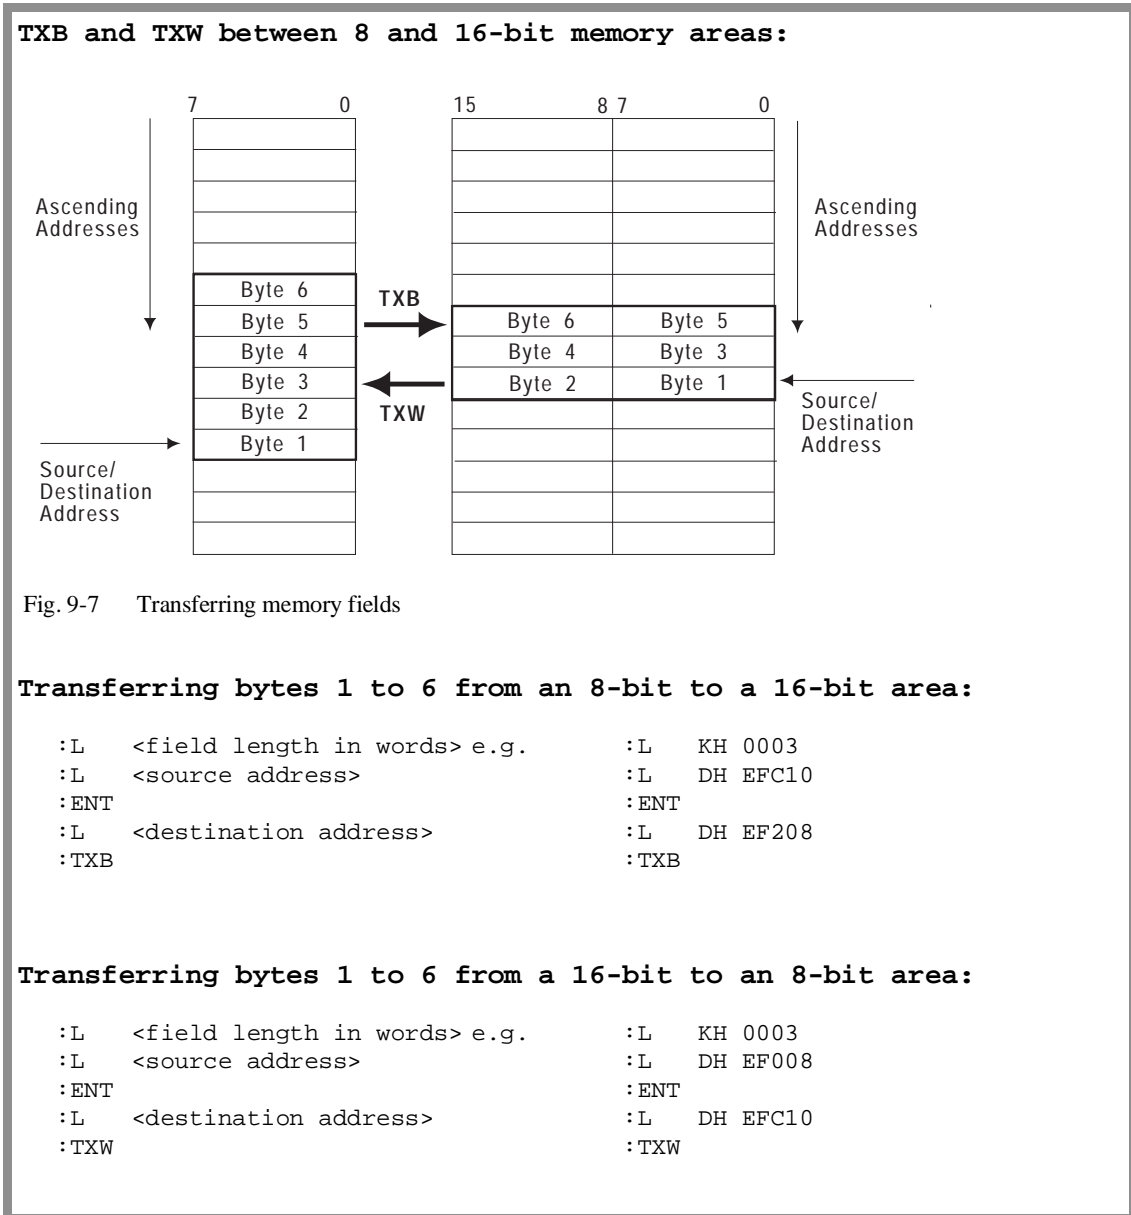 TXB and TXW between 8 and 16-bit memory areas:
7 0 15 8 7 0
Ascending
Addresses
Ascending
Addresses
Byte 6
Byte 5
Byte 4
Byte 3
Byte 2
Byte 1
TXB
TXW
Byte 6 Byte 5
Byte 4 Byte 3
Byte 2 Byte 1
Source/
Destination
Address
Source/
Destination
Address
Fig. 9-7 Transferring memory fields
Transferring bytes 1 to 6 from an 8-bit to a 16-bit area:
:L <field length in words> e.g. :L KH 0003
:L <source address> :L DH EFC10
:ENT :ENT
:L <destination address> :L DH EF208
:TXB :TXB
Transferring bytes 1 to 6 from a 16-bit to an 8-bit area:
:L <field length in words> e.g. :L KH 0003
:L <source address> :L DH EF008
:ENT :ENT
:L <destination address> :L DH EFC10
:TXW :TXW